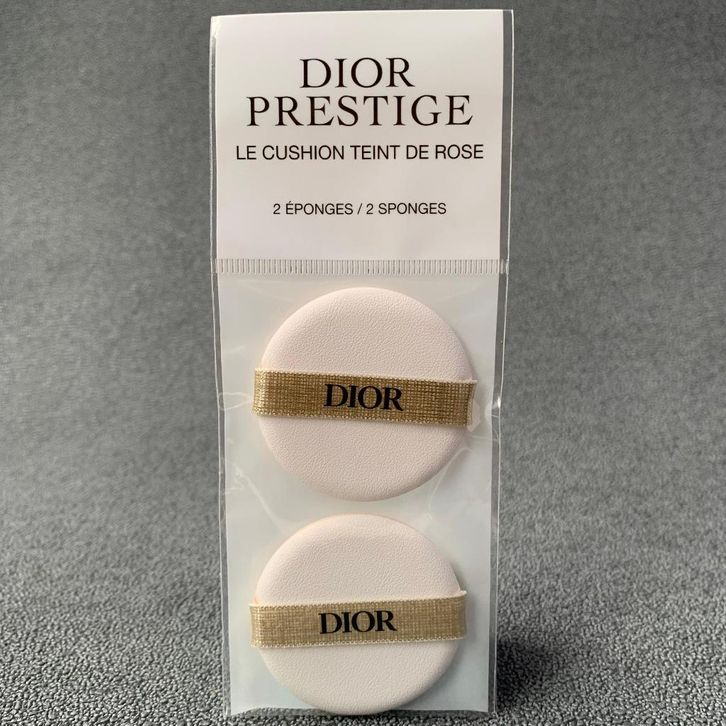 DIOR
PRESTIGE
LE CUSHION TEINT DE ROSE
2 ÉPONGES / 2 SPONGES
DIOR
DIOR